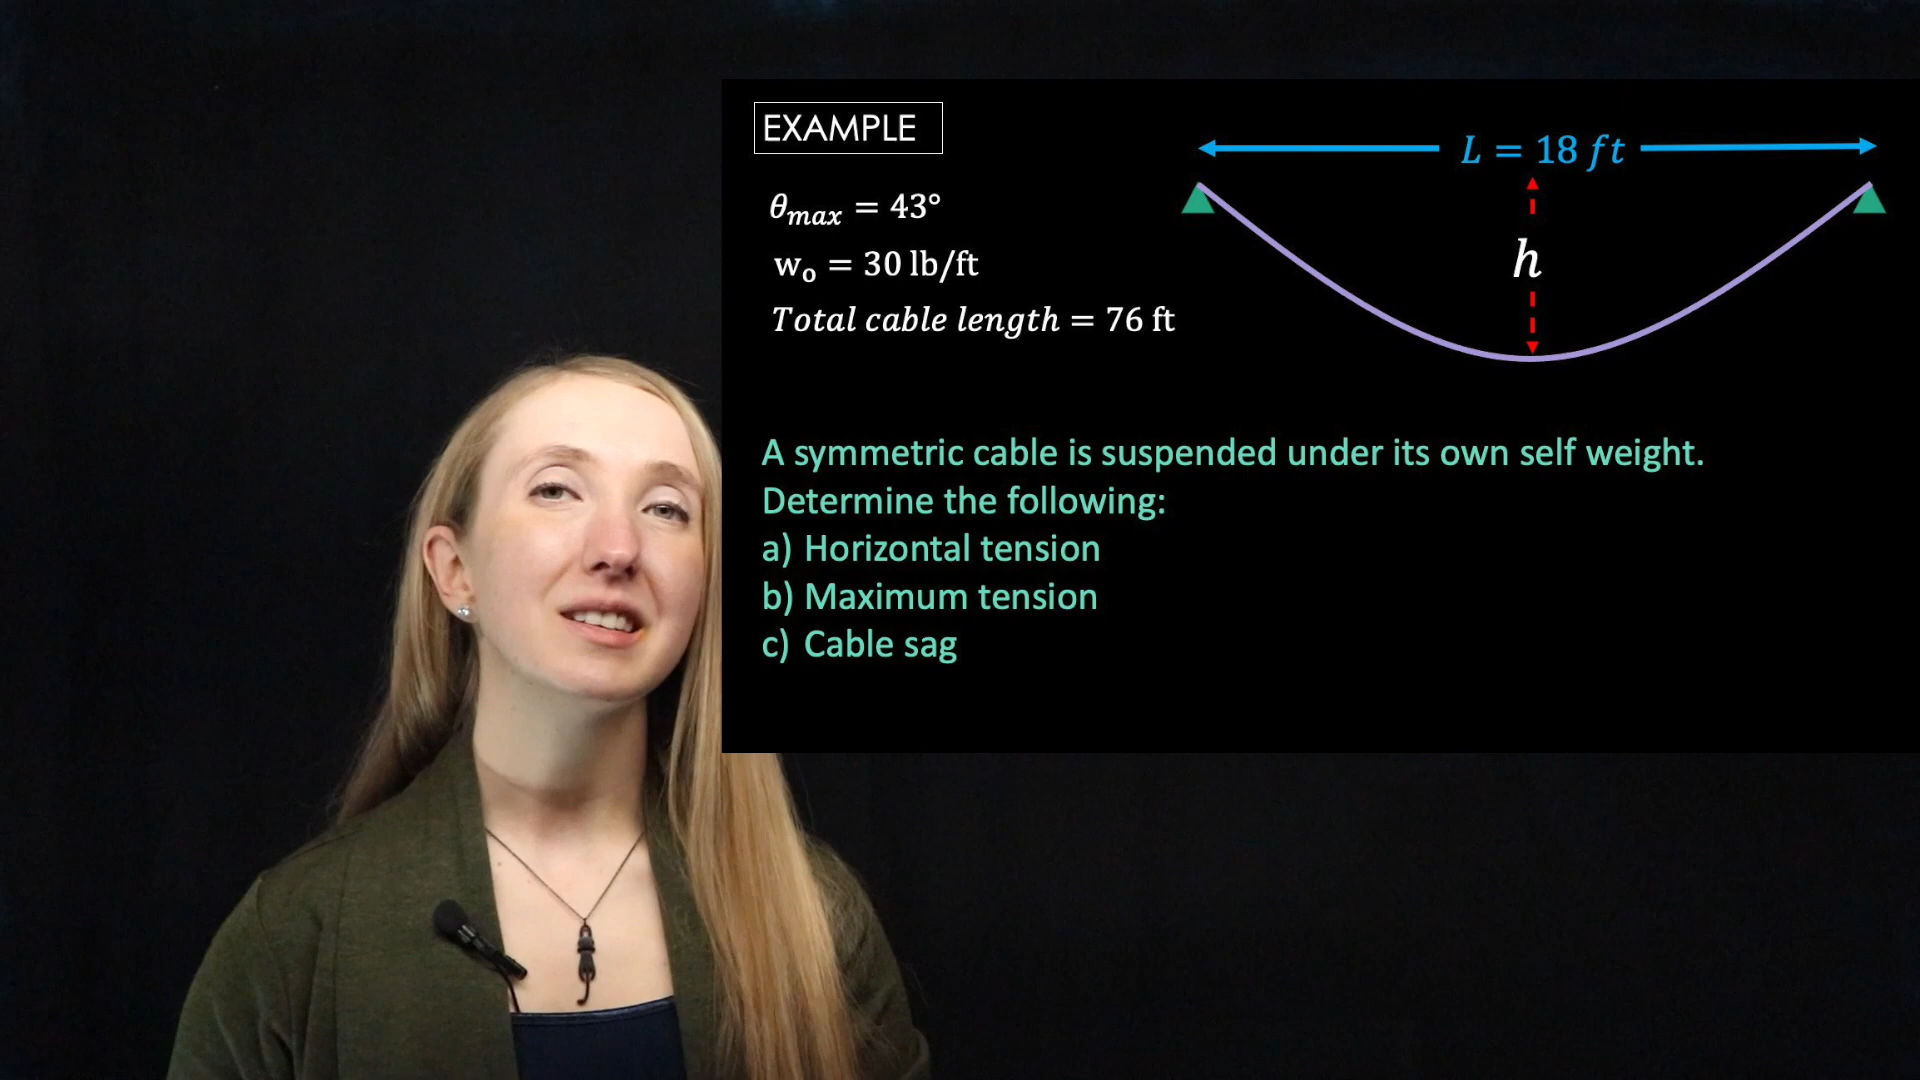 EXAMPLE
L = 18 ft
θmax = 43°
wo = 30 lb/ft
Total cable length = 76 ft
h
A symmetric cable is suspended under its own self weight.
Determine the following:
a) Horizontal tension
b) Maximum tension
c) Cable sag